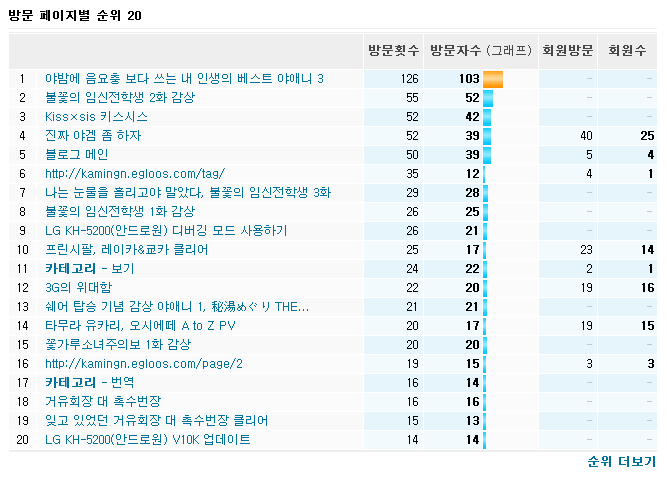 방문 페이지별 순위 20
방문횟수 방문자수 (그래프) 회원방문 회원수
1 야밤에 음요충 보다 쓰는 내 인생의 베스트 야애니 3 126 103 - -
2 불꽃의 임신전학생 2화 감상 55 52 - -
3 Kiss×sis 키스시스 52 42 - -
4 진짜 야겜 좀 하자 52 39 40 25
5 블로그 메인 50 39 5 4
6 http://kamingn.egloos.com/tag/ 35 12 4 1
7 나는 눈물을 흘리고야 말았다, 불꽃의 임신전학생 3화 29 28 - -
8 불꽃의 임신전학생 1화 감상 26 25 - -
9 LG KH-5200(안드로원) 디버깅 모드 사용하기 26 21 - -
10 프린시팔, 레이카&쿄카 클리어 25 17 23 14
11 카테고리 - 보기 24 22 2 1
12 3G의 위대함 22 20 19 16
13 쉐어 탑승 기념 감상 야애니 1, 秘湯めぐり THE... 21 21 - -
14 타무라 유카리, 오시에떼 A to Z PV 20 17 19 15
15 꽃가루소녀주의보 1화 감상 20 20 - -
16 http://kamingn.egloos.com/page/2 19 15 3 3
17 카테고리 - 번역 16 14 - -
18 거유회장 대 촉수번장 16 16 - -
19 잊고 있었던 거유회장 대 촉수번장 클리어 15 13 - -
20 LG KH-5200(안드로원) V10K 업데이트 14 14 - -
순위 더보기